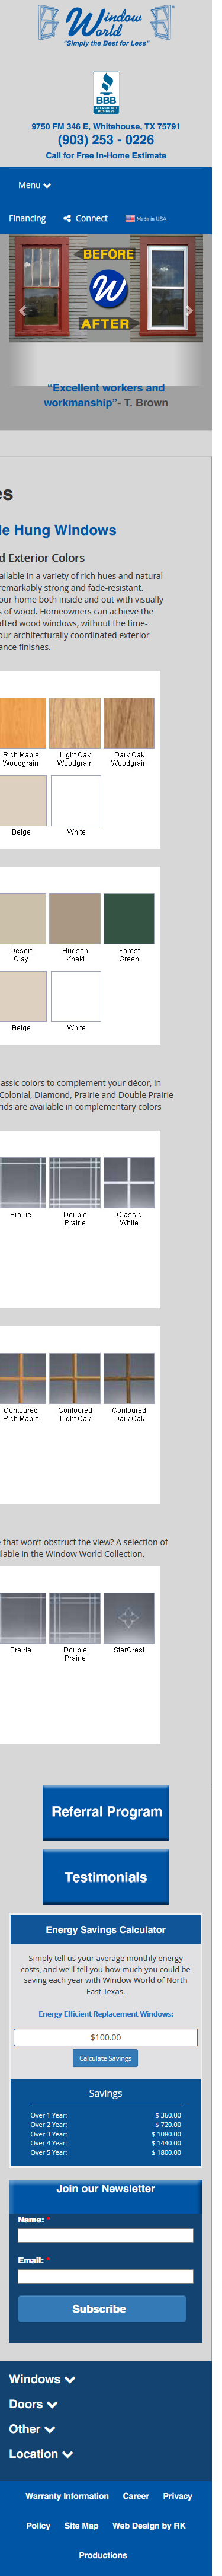 Window
World
"Simply the Best for Less"
BBB
ACCREDITED
BUSINESS
9750 FM 346 E, Whitehouse, TX 75791
(903) 253 - 0226
Call for Free In-Home Estimate
Menu
Financing Connect Made in USA
BEFORE
W
AFTER
“Excellent workers and
workmanship”- T. Brown
es
le Hung Windows
d Exterior Colors
ailable in a variety of rich hues and natural-
remarkably strong and fade-resistant.
our home both inside and out with visually
s of wood. Homeowners can achieve the
afted wood windows, without the time-
our architecturally coordinated exterior
ance finishes.
Rich Maple Woodgrain
Light Oak Woodgrain
Dark Oak Woodgrain
Beige White
Desert Clay
Hudson Khaki
Forest Green
Beige White
assic colors to complement your décor, in
Colonial, Diamond, Prairie and Double Prairie
rids are available in complementary colors
Prairie
Double Prairie
Classic White
Contoured Rich Maple
Contoured Light Oak
Contoured Dark Oak
that won't obstruct the view? A selection of
ilable in the Window World Collection.
Prairie
Double Prairie
StarCrest
Referral Program
Testimonials
Energy Savings Calculator
Simply tell us your average monthly energy
costs, and we'll tell you how much you could be
saving each year with Window World of North
East Texas.
Energy Efficient Replacement Windows:
$100.00
Calculate Savings
Savings
Over 1 Year: $ 360.00
Over 2 Year: $ 720.00
Over 3 Year: $ 1080.00
Over 4 Year: $ 1440.00
Over 5 Year: $ 1800.00
Join our Newsletter
Name: *
Email: *
Subscribe
Windows
Doors
Other
Location
Warranty Information Career Privacy
Policy Site Map Web Design by RK
Productions